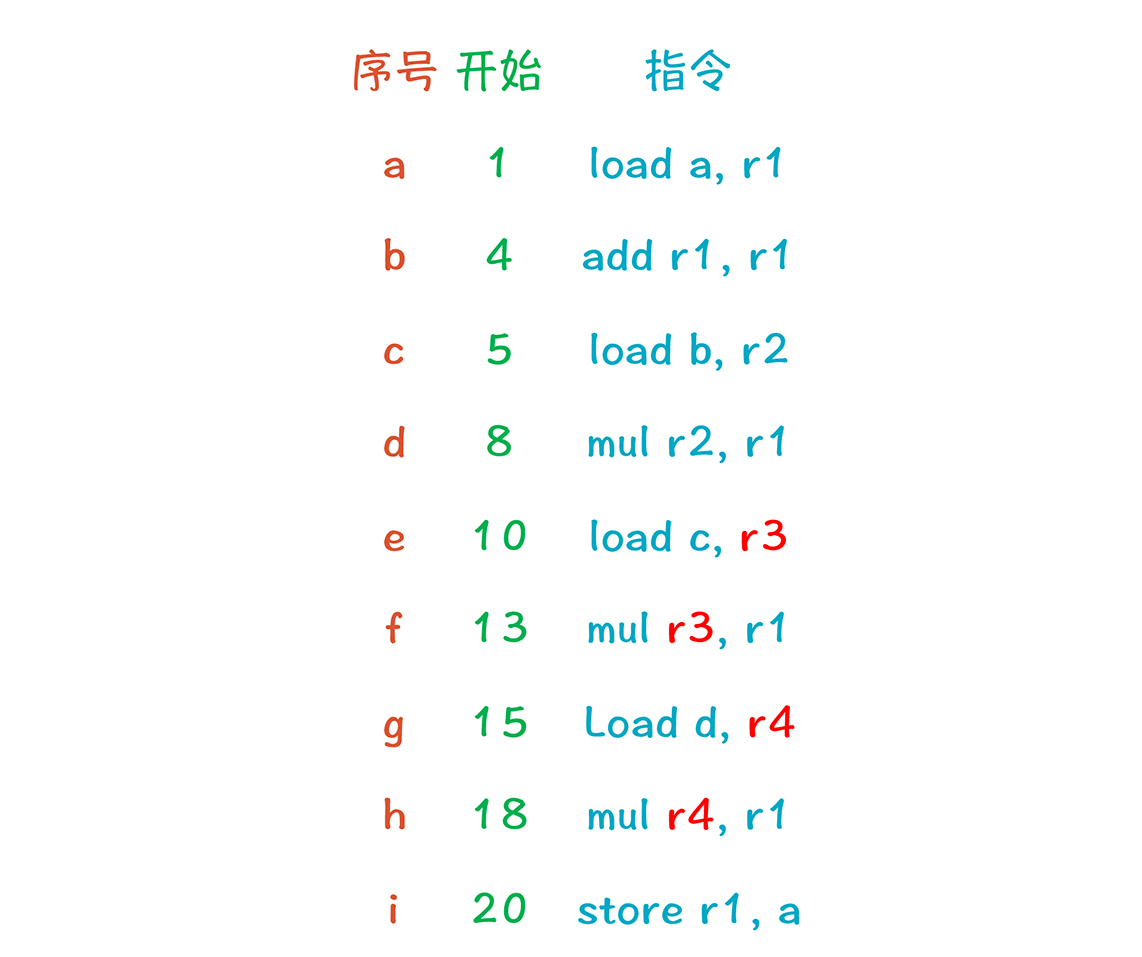 序号 开始 指令
a 1 load a, r1
b 4 add r1, r1
c 5 load b, r2
d 8 mul r2, r1
e 10 load c, r3
f 13 mul r3, r1
g 15 Load d, r4
h 18 mul r4, r1
i 20 store r1, a